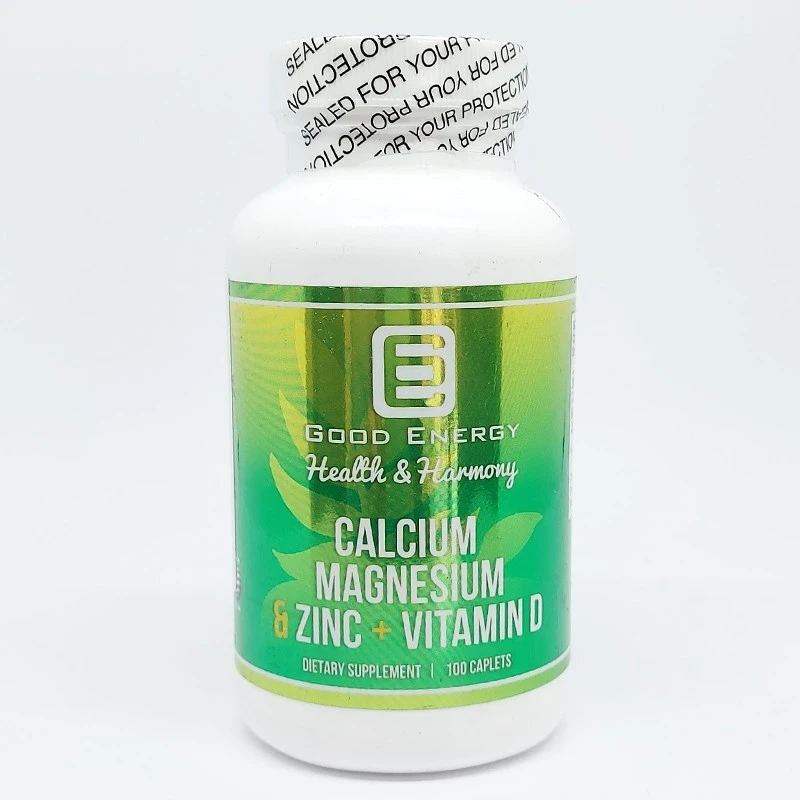 SEALED FOR YOUR PROTECTION
GOOD ENERGY
Health & Harmony
CALCIUM
MAGNESIUM
& ZINC + VITAMIN D
DIETARY SUPPLEMENT | 100 CAPLETS